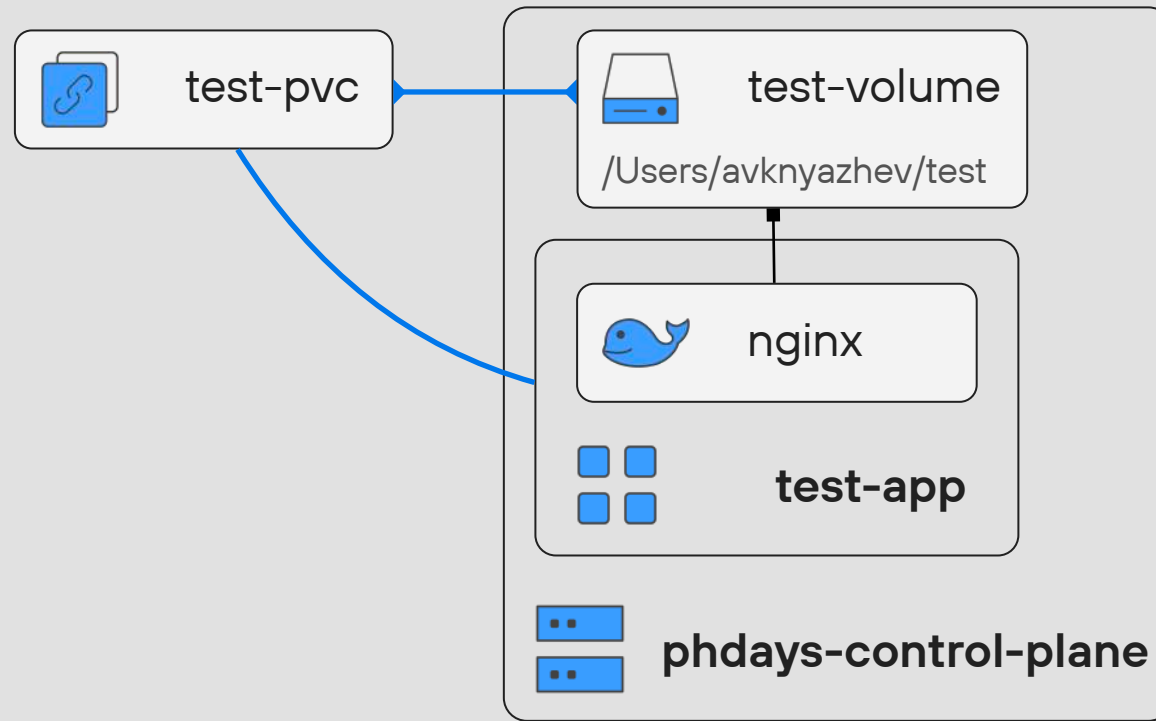 test-pvc
test-volume
/Users/avknyazhev/test
nginx
test-app
phdays-control-plane